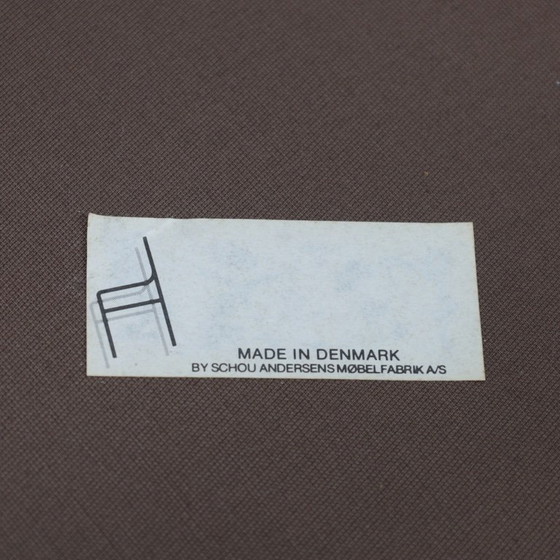 MADE IN DENMARK
BY SCHOU ANDERSENS MØBELFABRIK A/S